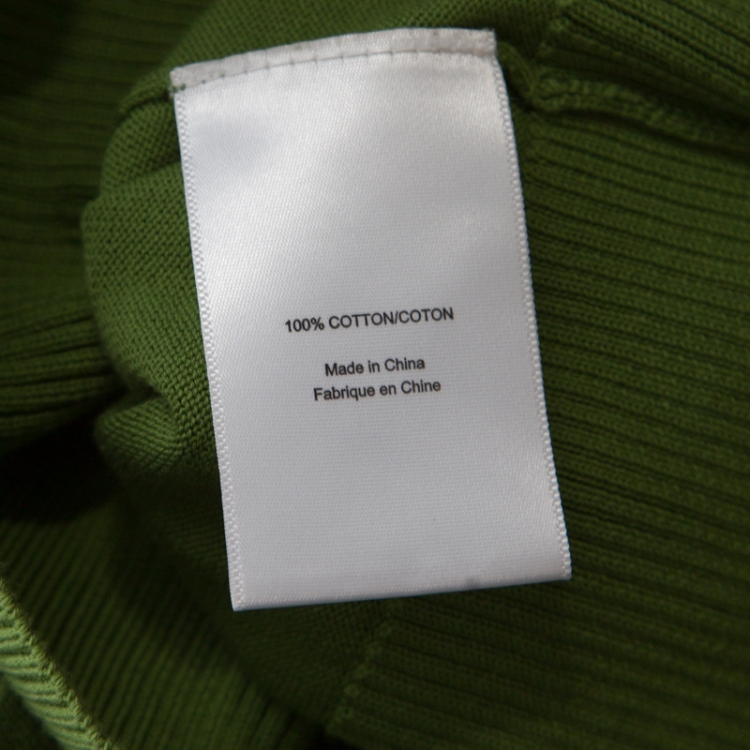 100% COTTON/COTON
Made in China
Fabrique en Chine